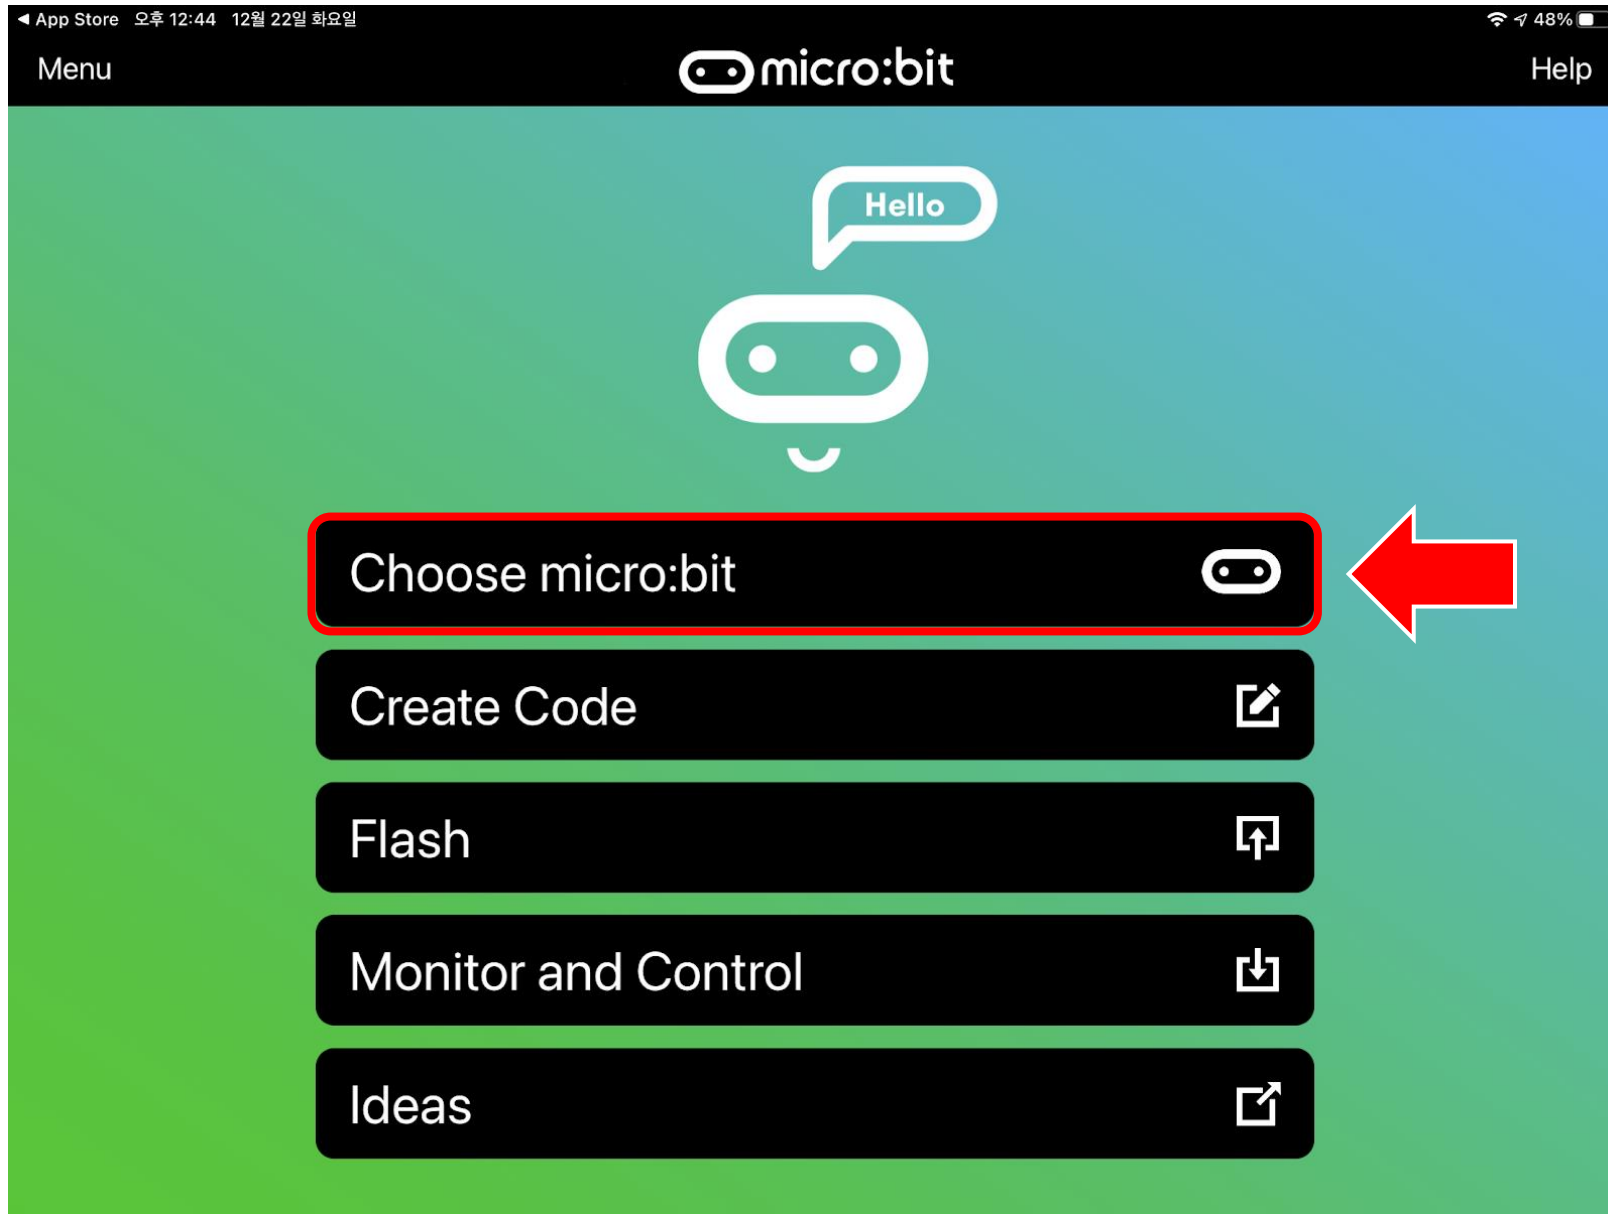 App Store 오후 12:44 12월 22일 화요일 48%
Menu micro:bit Help
Hello
Choose micro:bit
Create Code
Flash
Monitor and Control
Ideas